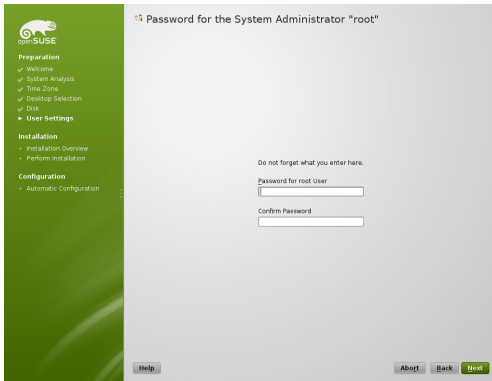 openSUSE
Preparation
Welcome
System Analysis
Time Zone
Desktop Selection
Disk
User Settings
Installation
Installation Overview
Perform Installation
Configuration
Automatic Configuration
Password for the System Administrator "root"
Do not forget what you enter here.
Password for root User
Confirm Password
Help
Abort
Back
Next